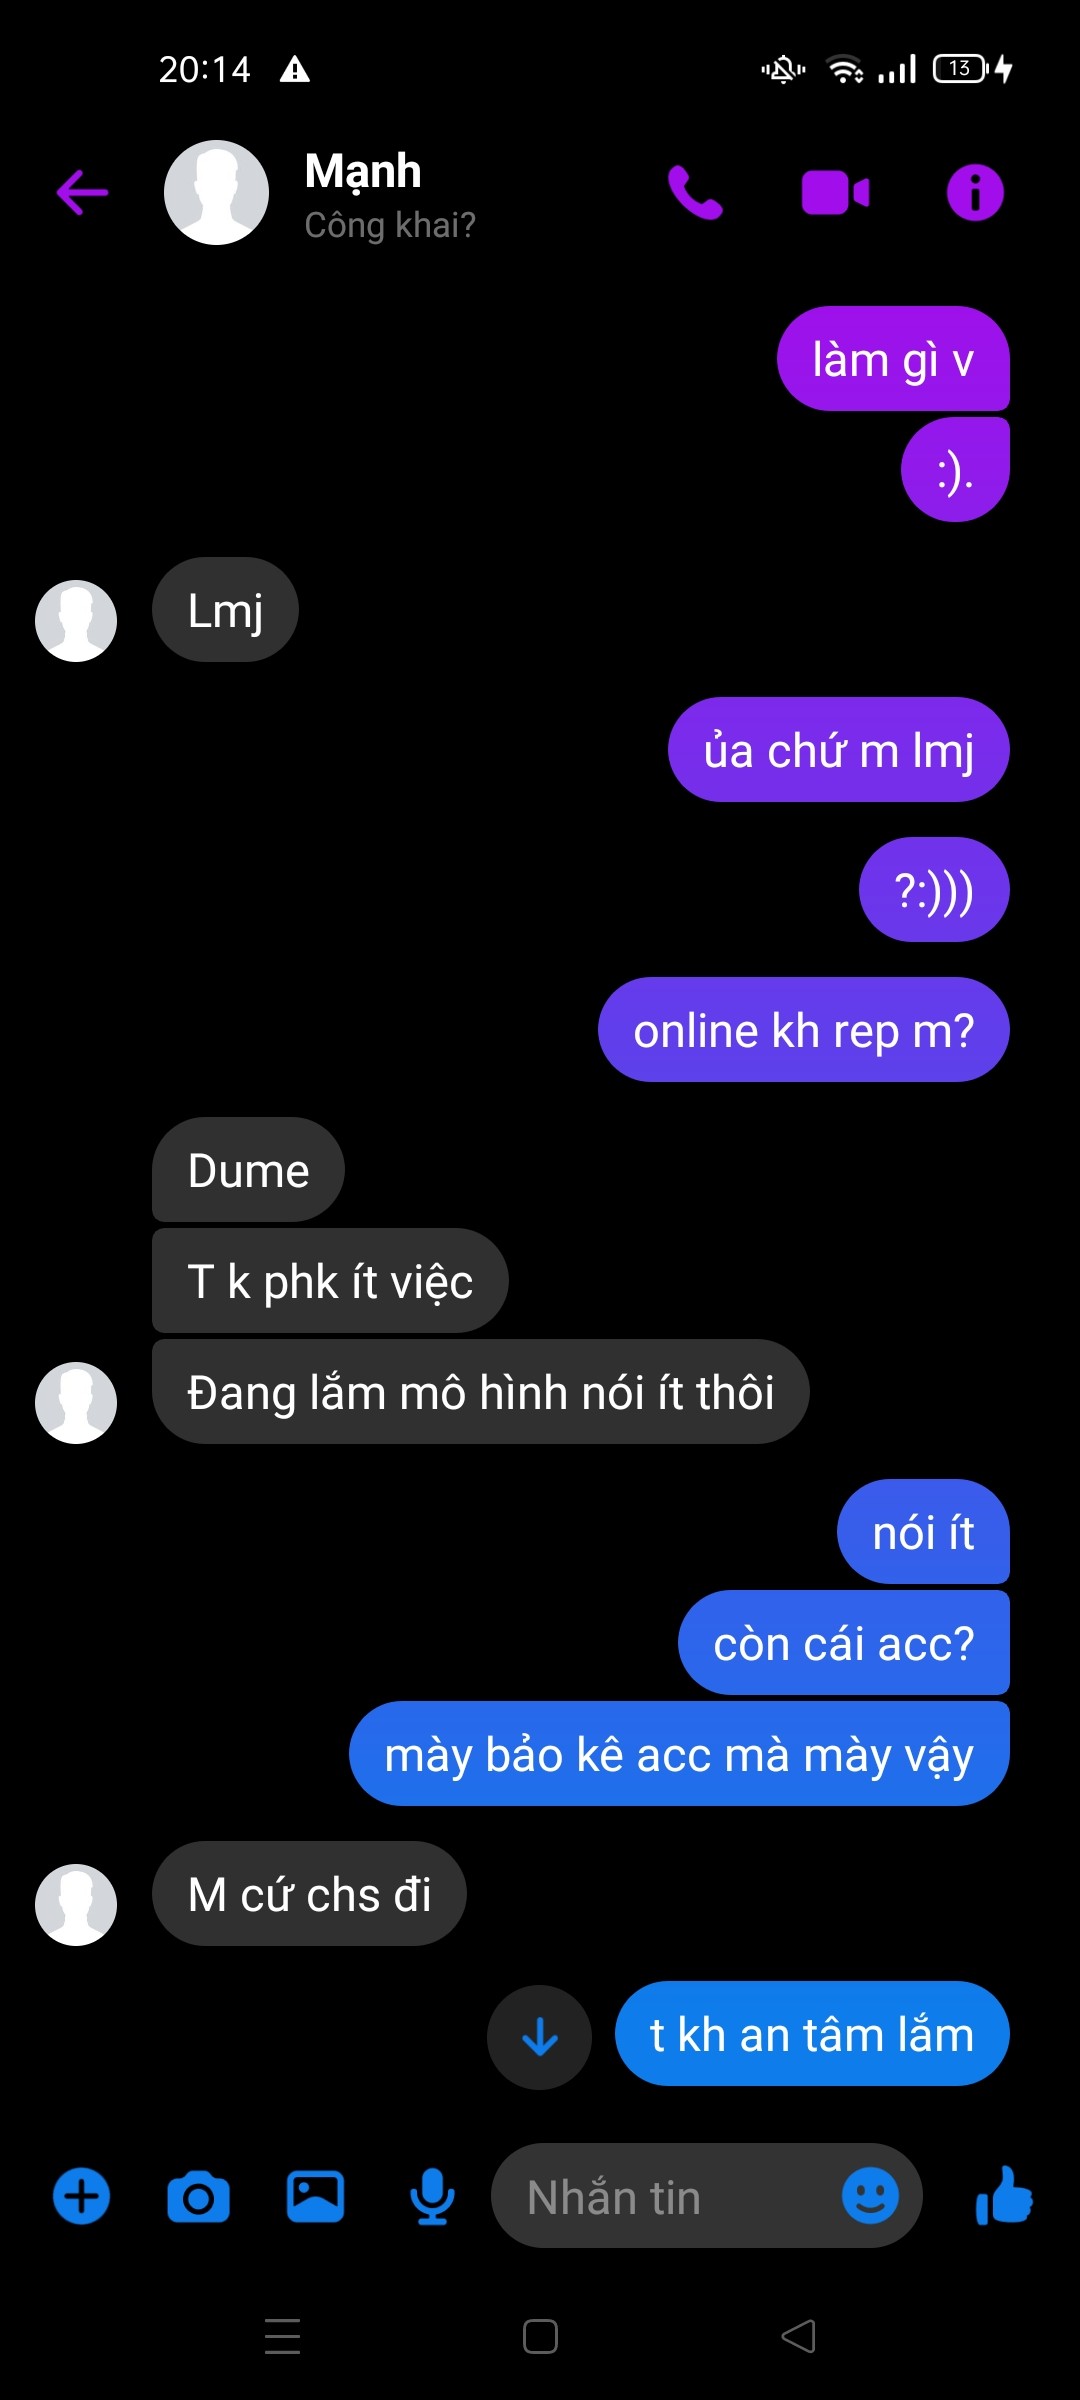 20:14
13
Mạnh
Công khai?
làm gì v
:).
Lmj
ủa chứ m lmj
?:)))
online kh rep m?
Dume
T k phk ít việc
Đang lắm mô hình nói ít thôi
nói ít
còn cái acc?
mày bảo kê acc mà mày vậy
M cứ chs đi
t kh an tâm lắm
Nhắn tin